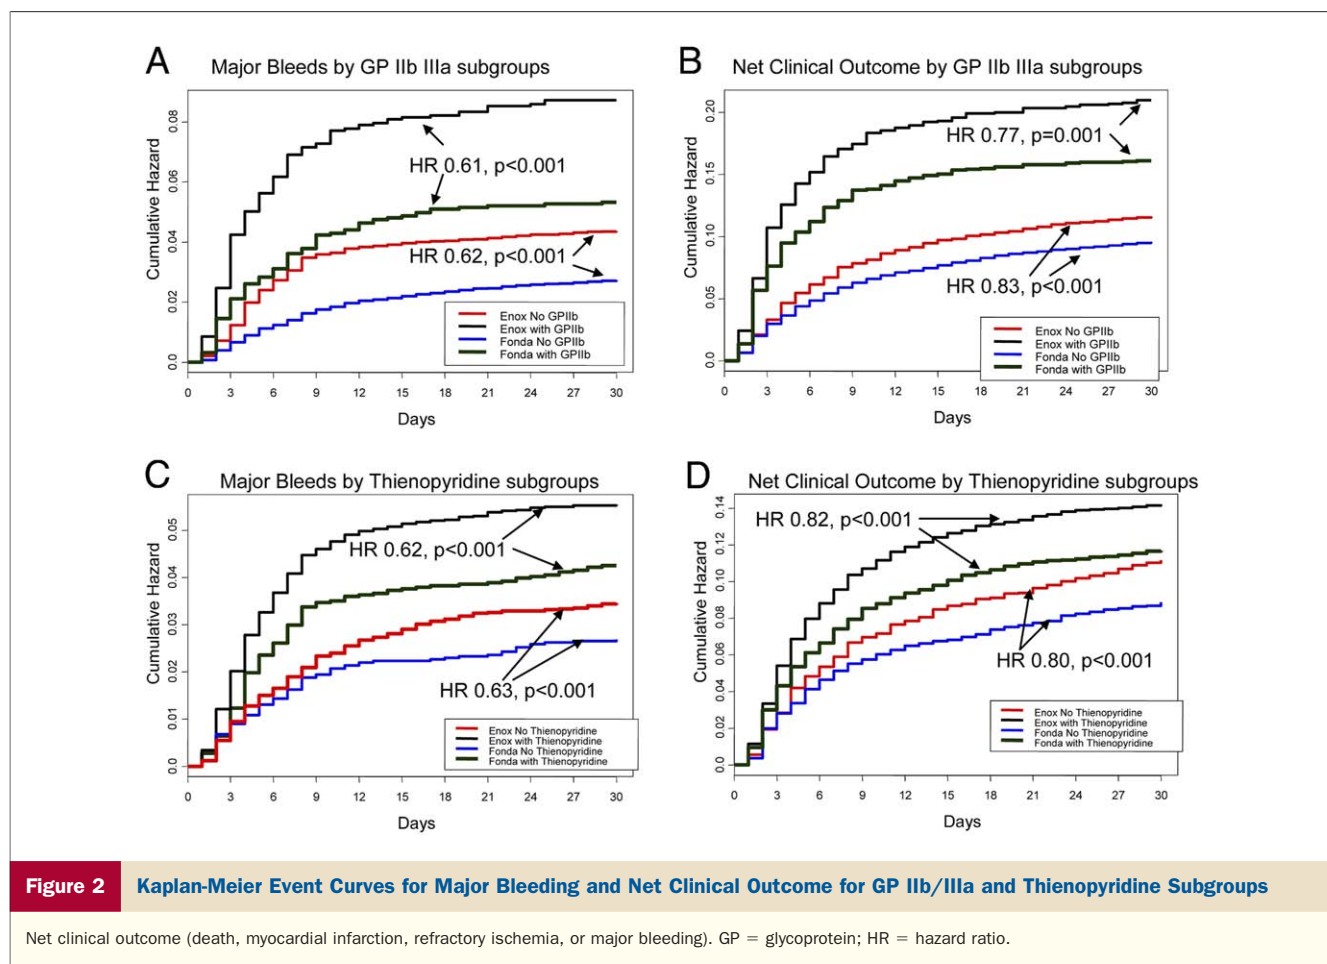 A
Major Bleeds by GP IIb IIIa subgroups
Cumulative Hazard
0.08
0.06
0.04
0.02
0.0
HR 0.61, p<0.001
HR 0.62, p<0.001
Enox No GPIIb
Enox with GPIIb
Fonda No GPIIb
Fonda with GPIIb
0 3 6 9 12 15 18 21 24 27 30
Days
B
Net Clinical Outcome by GP IIb IIIa subgroups
Cumulative Hazard
0.20
0.15
0.10
0.05
0.0
HR 0.77, p=0.001
HR 0.83, p<0.001
Enox No GPIIb
Enox with GPIIb
Fonda No GPIIb
Fonda with GPIIb
0 3 6 9 12 15 18 21 24 27 30
Days
C
Major Bleeds by Thienopyridine subgroups
Cumulative Hazard
0.05
0.04
0.03
0.02
0.01
0.0
HR 0.62, p<0.001
HR 0.63, p<0.001
Enox No Thienopyridine
Enox with Thienopyridine
Fonda No Thienopyridine
Fonda with Thienopyridine
0 3 6 9 12 15 18 21 24 27 30
Days
D
Net Clinical Outcome by Thienopyridine subgroups
Cumulative Hazard
0.14
0.12
0.10
0.08
0.06
0.04
0.02
0.0
HR 0.82, p<0.001
HR 0.80, p<0.001
Enox No Thienopyridine
Enox with Thienopyridine
Fonda No Thienopyridine
Fonda with Thienopyridine
0 3 6 9 12 15 18 21 24 27 30
Days
Figure 2 Kaplan-Meier Event Curves for Major Bleeding and Net Clinical Outcome for GP IIb/IIIa and Thienopyridine Subgroups
Net clinical outcome (death, myocardial infarction, refractory ischemia, or major bleeding). GP = glycoprotein; HR = hazard ratio.